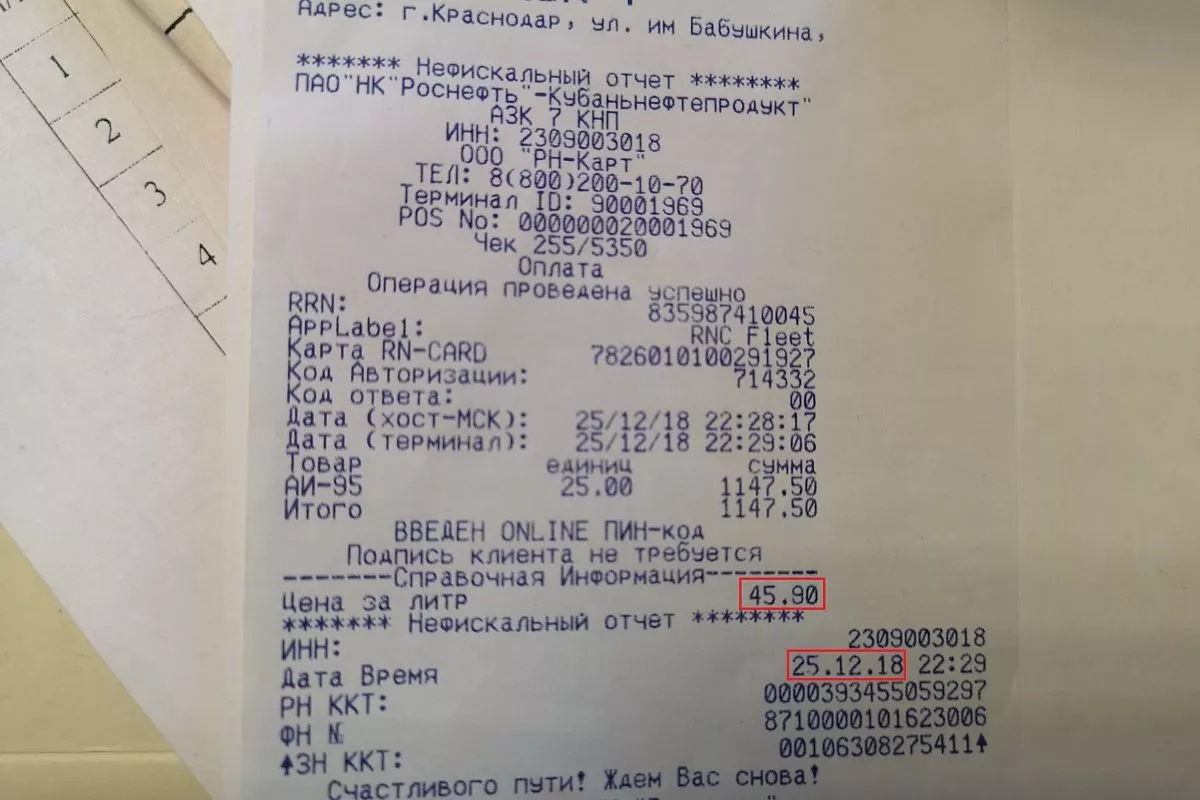 Адрес: г.Краснодар, ул. им Бабушкина,
******* Нефискальный отчет ********
ПАО"НК"Роснефть"-Кубаньнефтепродукт"
АЗК 7 КНП
ИНН: 2309003018
ООО "РН-Карт"
ТЕЛ: 8(800)200-10-70
Терминал ID: 90001969
POS No: 000000020001969
Чек 255/5350
Оплата
Операция проведена успешно
RRN: 835987410045
AppLabel: RNC Fleet
Карта RN-CARD 7826010100291927
Код Авторизации: 714332
Код ответа: 00
Дата (хост-МСК): 25/12/18 22:28:17
Дата (терминал): 25/12/18 22:29:06
Товар единиц сумма
АИ-95 25.00 1147.50
Итого 1147.50
ВВЕДЕН ONLINE ПИН-код
Подпись клиента не требуется
-------Справочная Информация-------
Цена за литр 45.90
******* Нефискальный отчет ********
ИНН: 2309003018
Дата Время 25.12.18 22:29
РН ККТ: 0000393455059297
ФН № 8710000101623006
↑ЗН ККТ: 00106308275411↑
Счастливого пути! Ждем Вас снова!
1
2
3
4